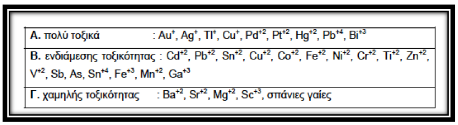 Α. πολύ τοξικά : Au⁺, Ag⁺, Tl⁺, Cu⁺, Pd⁺², Pt⁺², Hg⁺², Pb⁺⁴, Bi⁺³
Β. ενδιάμεσης τοξικότητας : Cd⁺², Pb⁺², Sn⁺², Cu⁺², Co⁺², Fe⁺², Ni⁺², Cr⁺², Ti⁺², Zn⁺²,
V⁺², Sb, As, Sn⁺⁴, Fe⁺³, Mn⁺², Ga⁺³
Γ. χαμηλής τοξικότητας : Ba⁺², Sr⁺², Mg⁺², Sc⁺³, σπάνιες γαίες